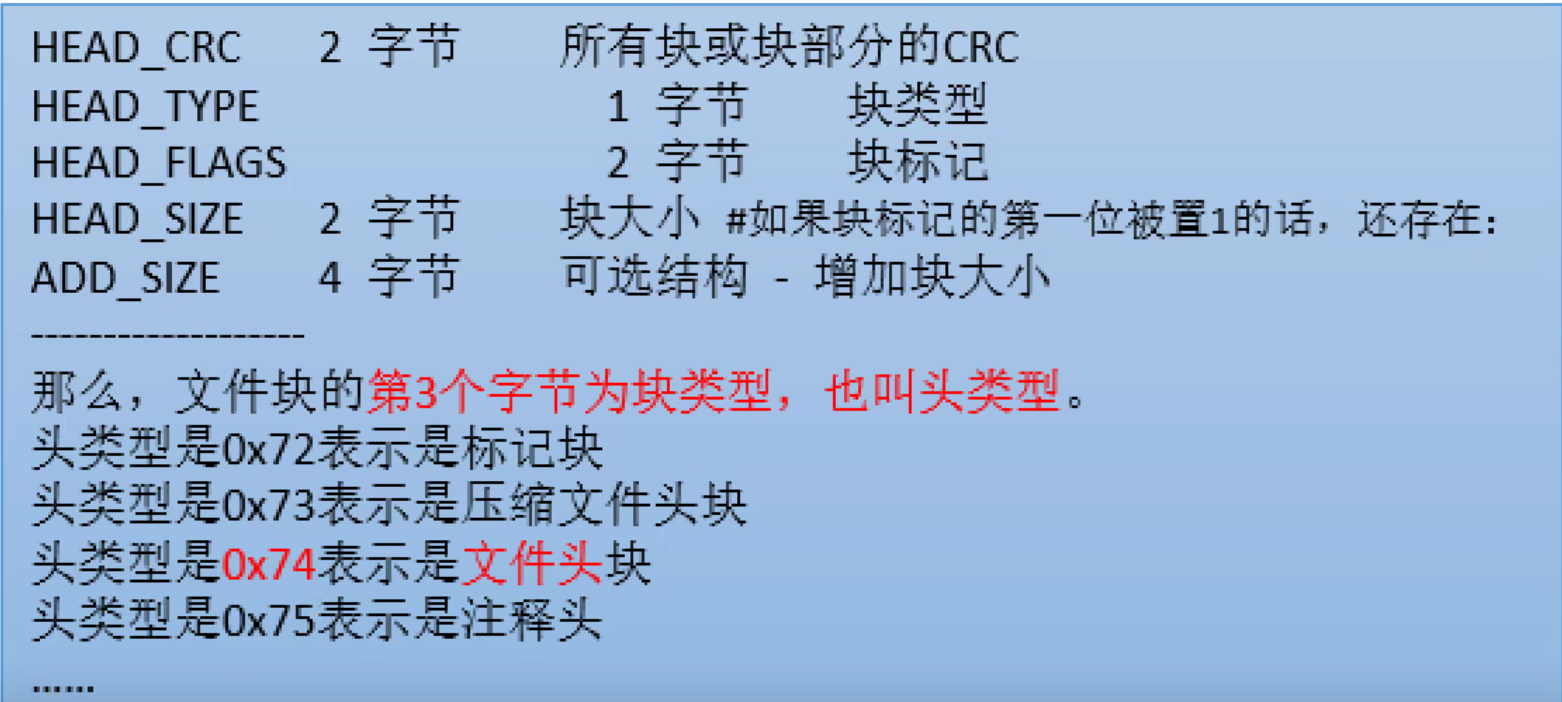 HEAD_CRC 2 字节 所有块或块部分的CRC
HEAD_TYPE 1 字节 块类型
HEAD_FLAGS 2 字节 块标记
HEAD_SIZE 2 字节 块大小 #如果块标记的第一位被置1的话，还存在：
ADD_SIZE 4 字节 可选结构 - 增加块大小
-------------------
那么，文件块的第3个字节为块类型，也叫头类型。
头类型是0x72表示是标记块
头类型是0x73表示是压缩文件头块
头类型是0x74表示是文件头块
头类型是0x75表示是注释头
……